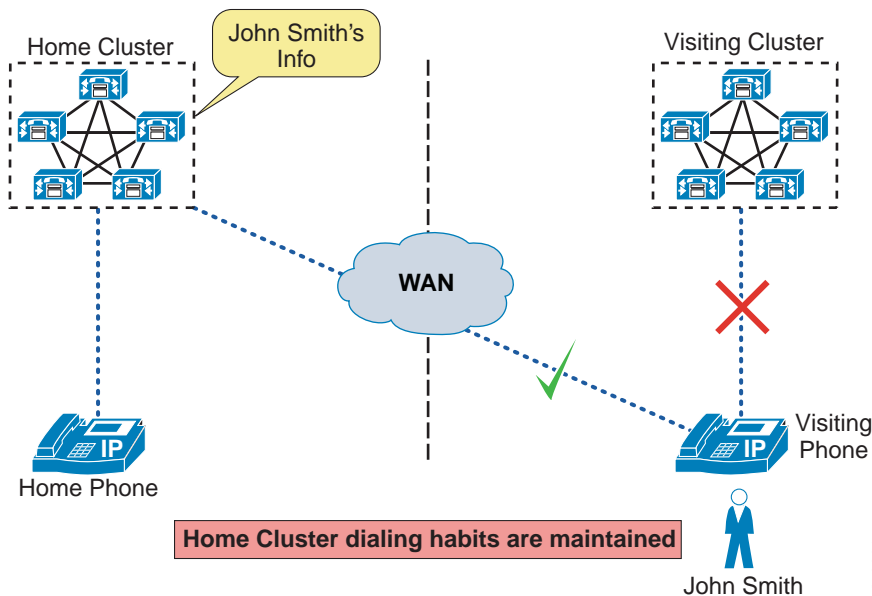 Home Cluster
John Smith's
Info
Visiting Cluster
WAN
IP
Home Phone
IP
Visiting
Phone
Home Cluster dialing habits are maintained
John Smith